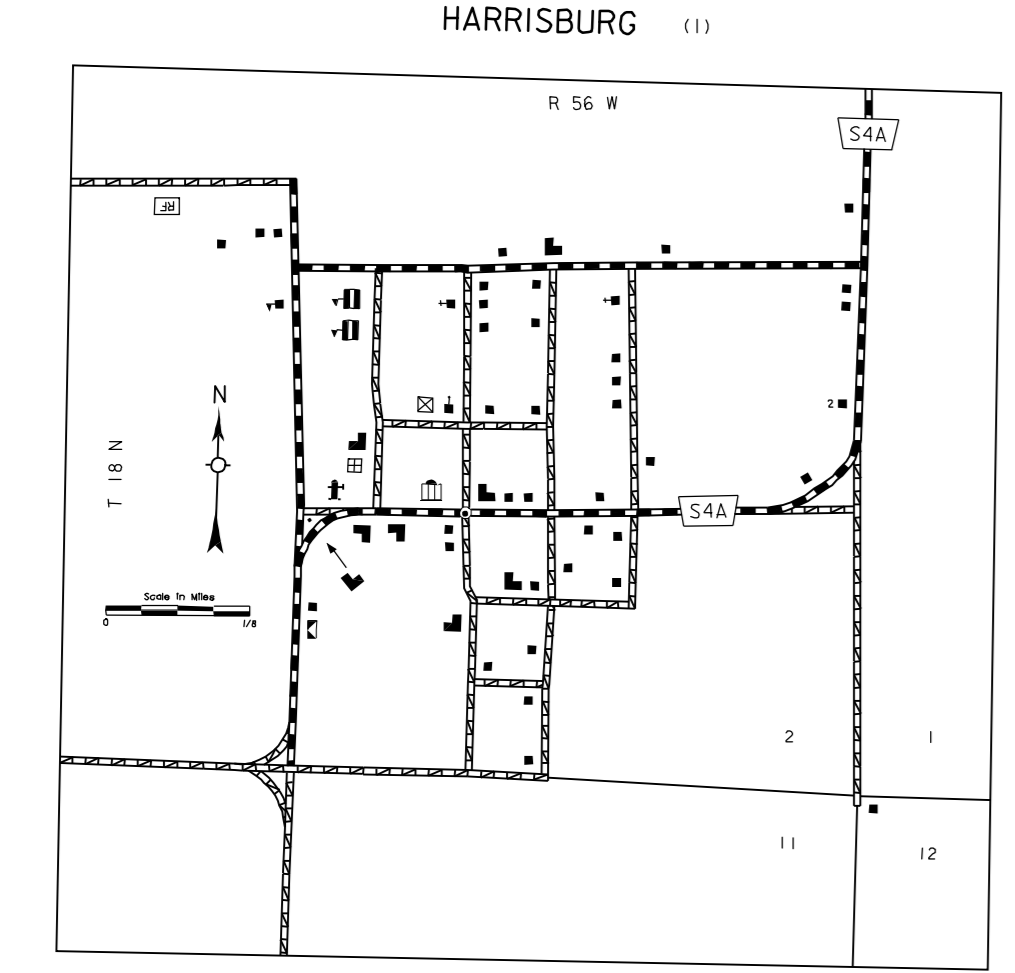 HARRISBURG (1)
R 56 W
S4A
RF
N
2
T 18 N
S4A
Scale in Miles
0 1/8
2 1
11
12